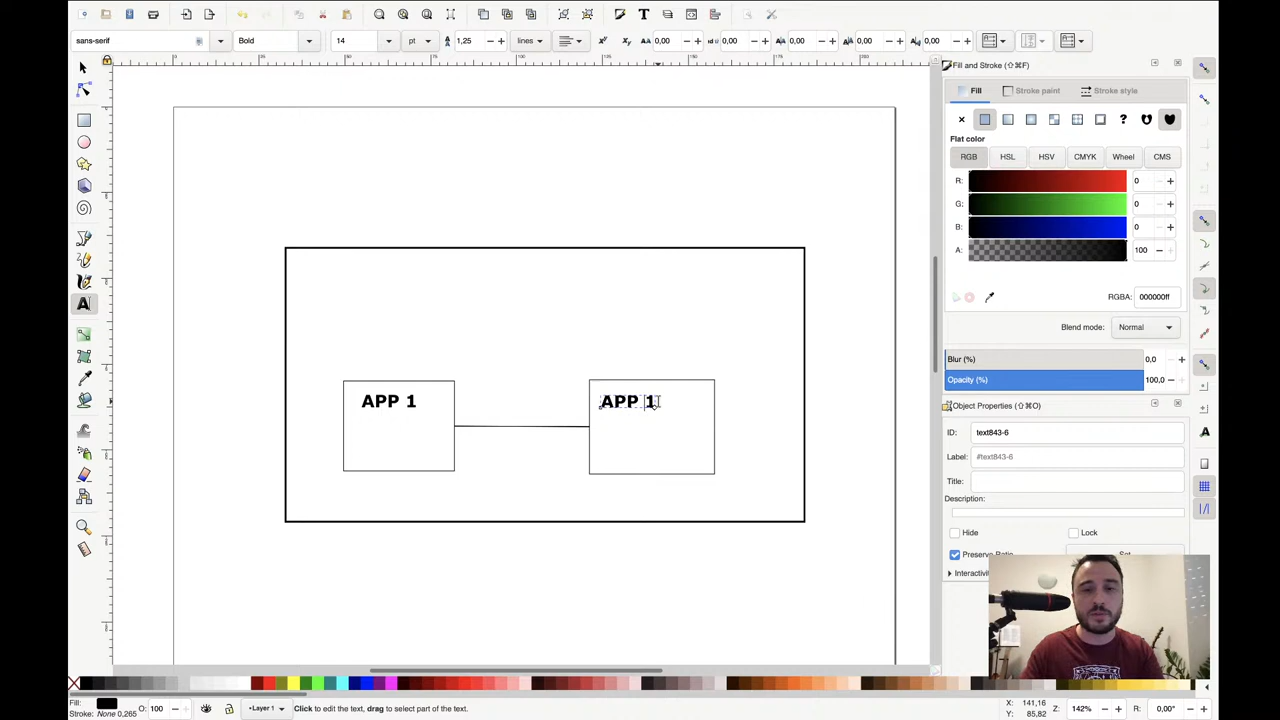 sans-serif
Bold
14
pt
1,25
lines
0,00
0,00
0,00
0,00
0,00
Fill and Stroke (⇧⌘F)
Fill
Stroke paint
Stroke style
Flat color
RGB
HSL
HSV
CMYK
Wheel
CMS
R:
0
G:
0
B:
0
A:
100
RGBA:
000000ff
Blend mode:
Normal
Blur (%)
0,0
Opacity (%)
100,0
Object Properties (⇧⌘O)
ID:
text843-6
Label:
#text843-6
Title:
Description:
Hide
Lock
Preserve Ratio
Set
Interactivi
APP 1
APP 1
Fill:
Stroke:
None 0,265
O:
100
•Layer 1
Click to edit the text, drag to select part of the text.
X:
141,16
Y:
85,82
Z:
142%
R:
0,00°